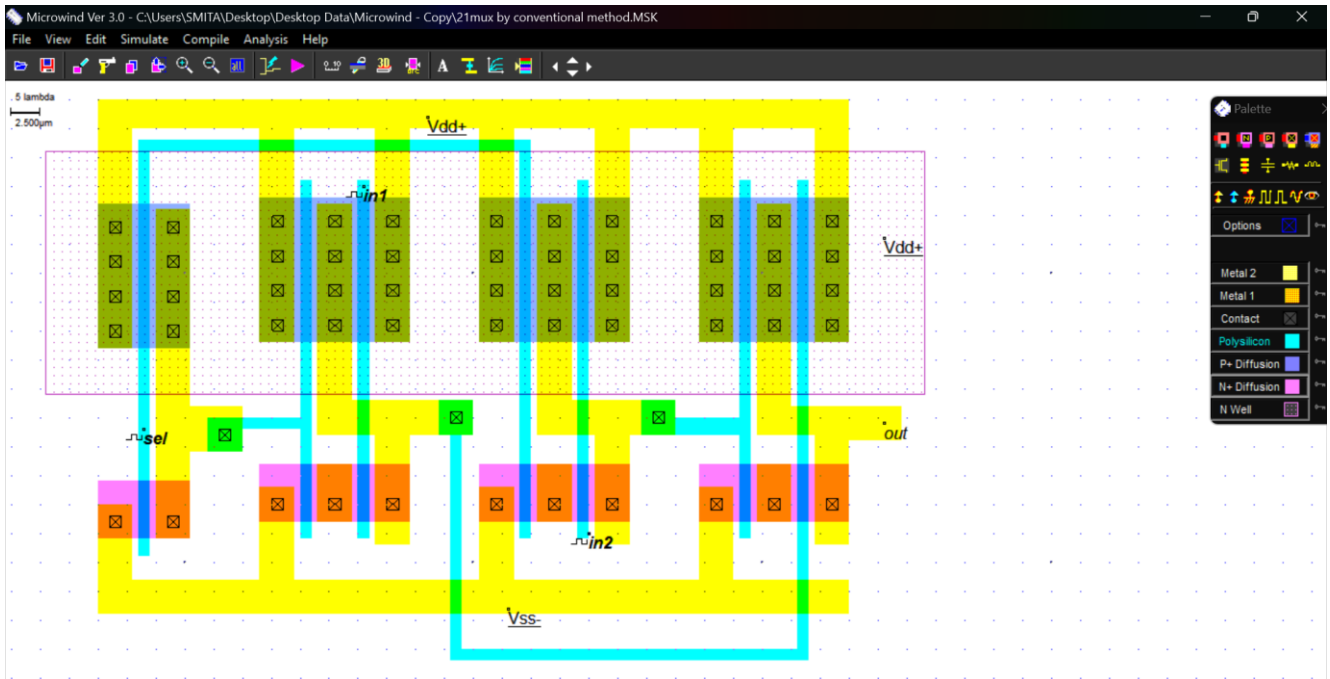 Microwind Ver 3.0 - C:\Users\SMITA\Desktop\Desktop Data\Microwind - Copy\21mux by conventional method.MSK
File View Edit Simulate Compile Analysis Help
5 lambda
2.500µm
Vdd+
in1
Vdd+
sel
out
in2
Vss-
Palette
Options
Metal 2
Metal 1
Contact
Polysilicon
P+ Diffusion
N+ Diffusion
N Well